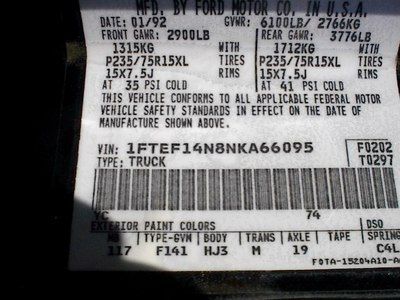 MFD. BY FORD MOTOR CO. IN U.S.A.
DATE: 01/92 GVWR: 6100LB/ 2766KG
FRONT GAWR: 2900LB REAR GAWR: 3776LB
1315KG WITH 1712KG WITH
P235/75R15XL TIRES P235/75R15XL TIRES
15X7.5J RIMS 15X7.5J RIMS
AT 35 PSI COLD AT 41 PSI COLD
THIS VEHICLE CONFORMS TO ALL APPLICABLE FEDERAL MOTOR
VEHICLE SAFETY STANDARDS IN EFFECT ON THE DATE OF
MANUFACTURE SHOWN ABOVE.
VIN: 1FTEF14N8NKA66095 F0202
TYPE: TRUCK T0297
YC 74
EXTERIOR PAINT COLORS DSO
WB TYPE-GVM BODY TRANS AXLE TAPE SPRING
117 F141 HJ3 M 19 C4L
FOTA-15204A10-A